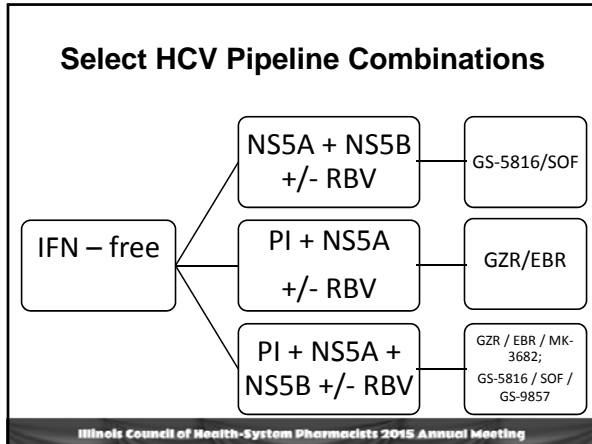 Select HCV Pipeline Combinations
IFN – free
NS5A + NS5B
+/- RBV
GS-5816/SOF
PI + NS5A
+/- RBV
GZR/EBR
PI + NS5A +
NS5B +/- RBV
GZR / EBR / MK-
3682;
GS-5816 / SOF /
GS-9857
Illinois Council of Health-System Pharmacists 2015 Annual Meeting